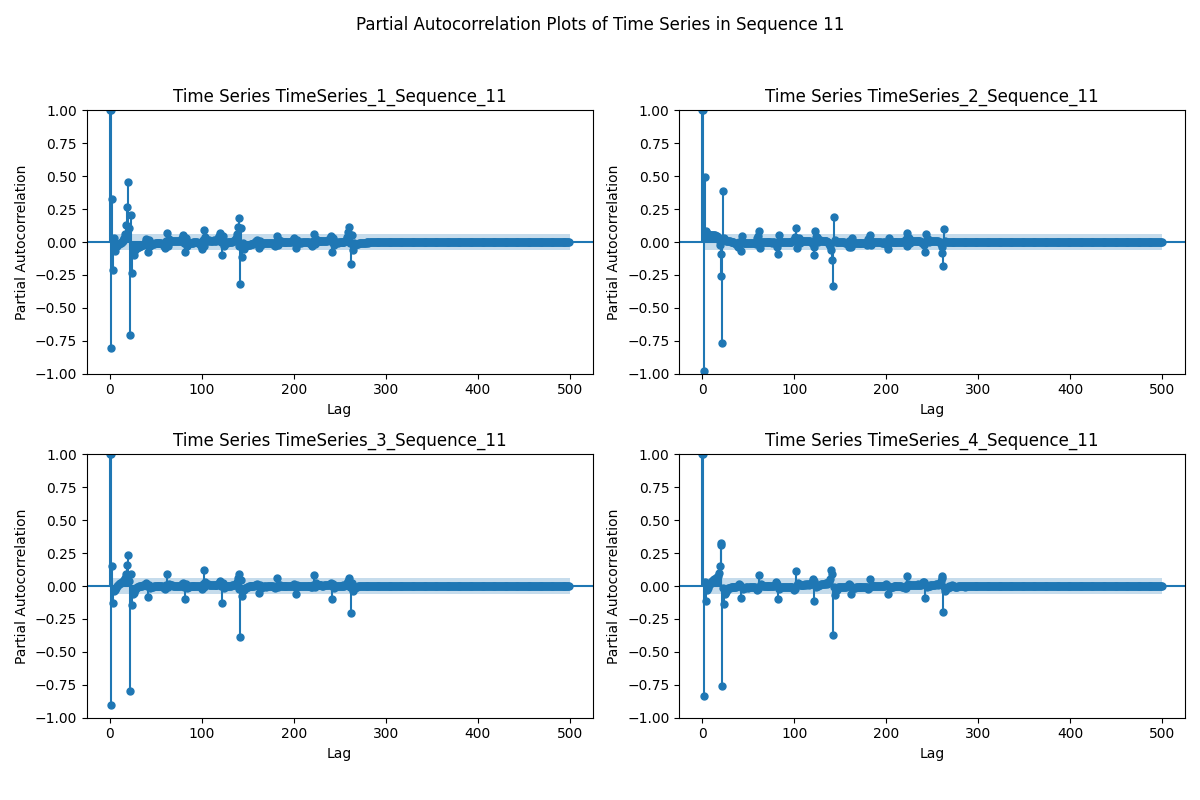 Partial Autocorrelation Plots of Time Series in Sequence 11
Time Series TimeSeries_1_Sequence_11
Partial Autocorrelation
1.00
0.75
0.50
0.25
0.00
−0.25
−0.50
−0.75
−1.00
0 100 200 300 400 500
Lag
Time Series TimeSeries_2_Sequence_11
Partial Autocorrelation
1.00
0.75
0.50
0.25
0.00
−0.25
−0.50
−0.75
−1.00
0 100 200 300 400 500
Lag
Time Series TimeSeries_3_Sequence_11
Partial Autocorrelation
1.00
0.75
0.50
0.25
0.00
−0.25
−0.50
−0.75
−1.00
0 100 200 300 400 500
Lag
Time Series TimeSeries_4_Sequence_11
Partial Autocorrelation
1.00
0.75
0.50
0.25
0.00
−0.25
−0.50
−0.75
−1.00
0 100 200 300 400 500
Lag